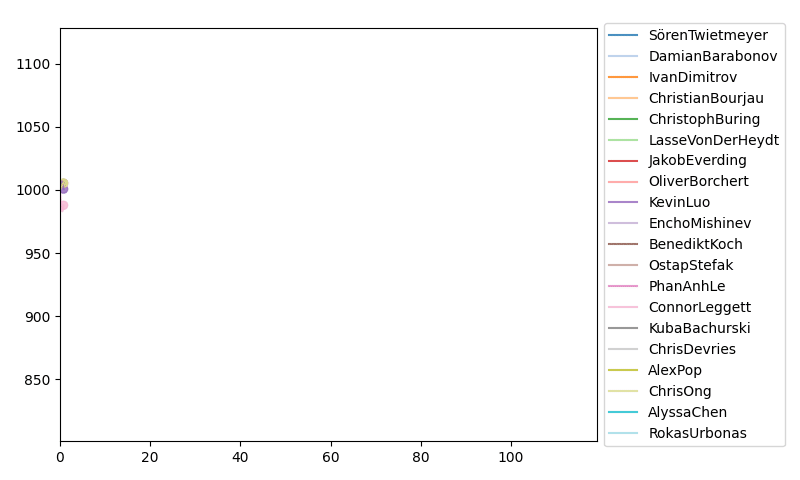 1100
1050
1000
950
900
850
0 20 40 60 80 100
SörenTwietmeyer
DamianBarabonov
IvanDimitrov
ChristianBourjau
ChristophBuring
LasseVonDerHeydt
JakobEverding
OliverBorchert
KevinLuo
EnchoMishinev
BenediktKoch
OstapStefak
PhanAnhLe
ConnorLeggett
KubaBachurski
ChrisDevries
AlexPop
ChrisOng
AlyssaChen
RokasUrbonas